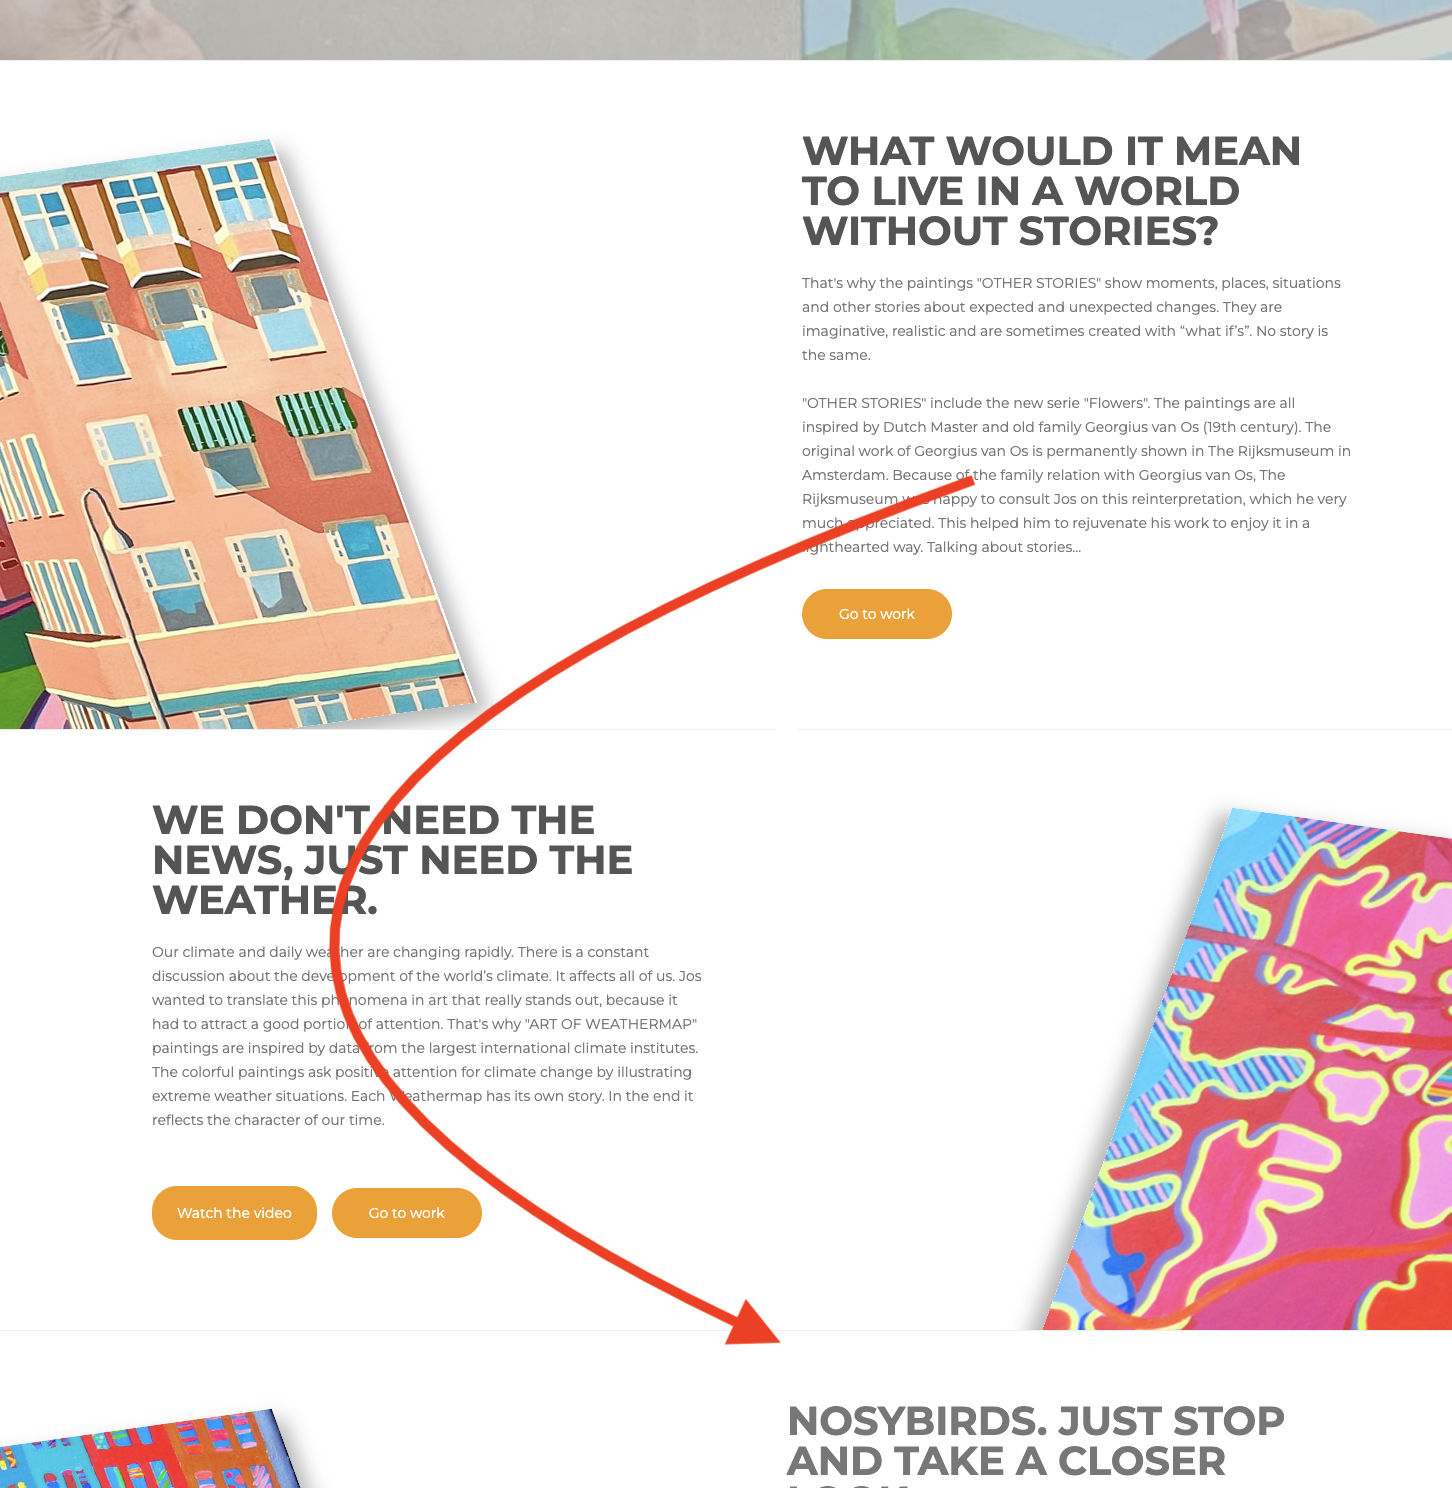 WHAT WOULD IT MEAN
TO LIVE IN A WORLD
WITHOUT STORIES?
That's why the paintings "OTHER STORIES" show moments, places, situations
and other stories about expected and unexpected changes. They are
imaginative, realistic and are sometimes created with “what if’s”. No story is
the same.
"OTHER STORIES" include the new serie "Flowers". The paintings are all
inspired by Dutch Master and old family Georgius van Os (19th century). The
original work of Georgius van Os is permanently shown in The Rijksmuseum in
Amsterdam. Because of the family relation with Georgius van Os, The
Rijksmuseum was happy to consult Jos on this reinterpretation, which he very
much appreciated. This helped him to rejuvenate his work to enjoy it in a
lighthearted way. Talking about stories...
Go to work
WE DON'T NEED THE
NEWS, JUST NEED THE
WEATHER.
Our climate and daily weather are changing rapidly. There is a constant
discussion about the development of the world’s climate. It affects all of us. Jos
wanted to translate this phenomena in art that really stands out, because it
had to attract a good portion of attention. That's why "ART OF WEATHERMAP"
paintings are inspired by data from the largest international climate institutes.
The colorful paintings ask positive attention for climate change by illustrating
extreme weather situations. Each Weathermap has its own story. In the end it
reflects the character of our time.
Watch the video
Go to work
NOSYBIRDS. JUST STOP
AND TAKE A CLOSER